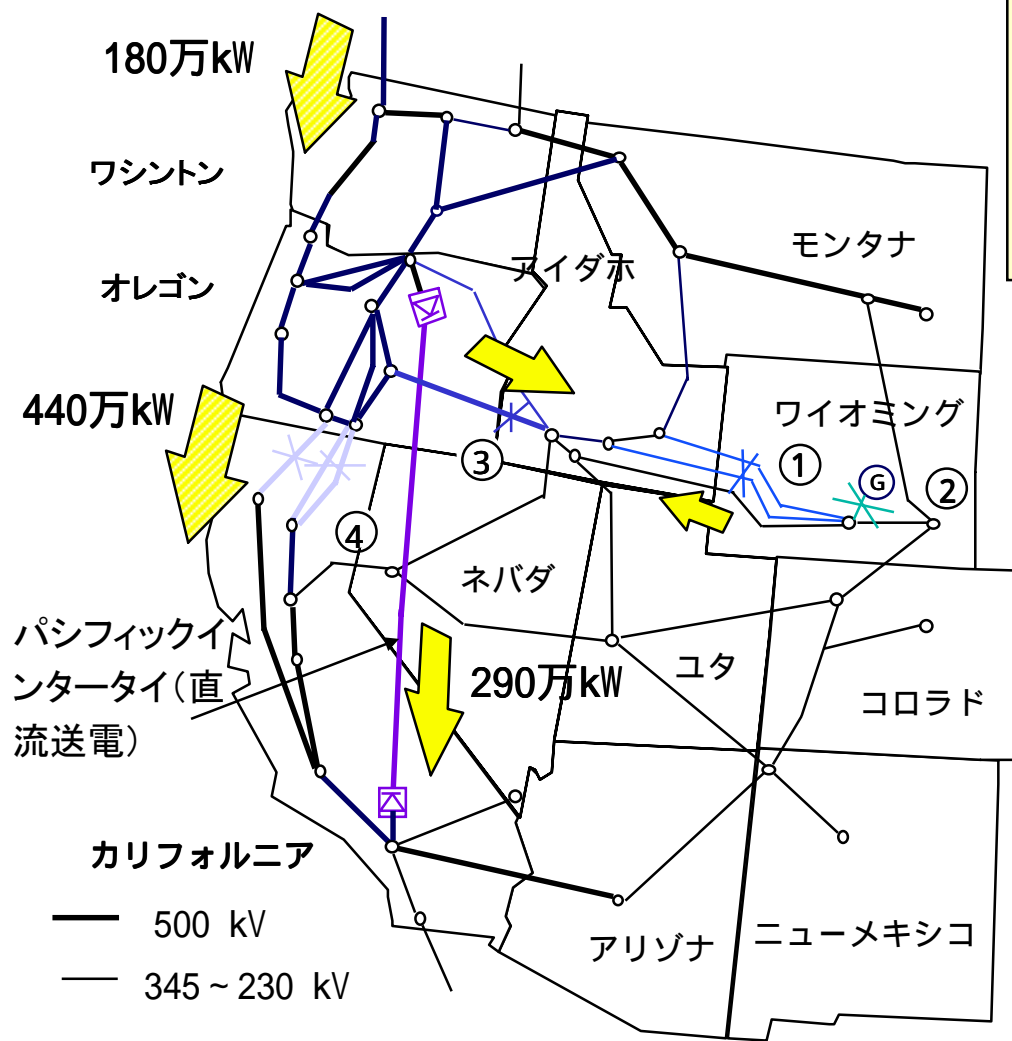 180万kW
ワシントン
モンタナ
アイダホ
オレゴン
440万kW
ワイオミング
①
G
②
③
④
ネバダ
パシフィックイ
ンタータイ（直
流送電）
290万kW
ユタ
コロラド
カリフォルニア
500 kV
345 ~ 230 kV
アリゾナ
ニューメキシコ